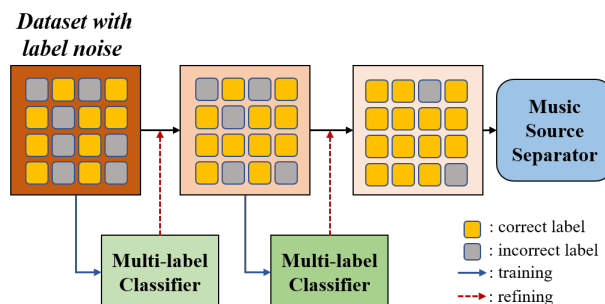 Dataset with
label noise
Music
Source
Separator
Multi-label
Classifier
Multi-label
Classifier
: correct label
: incorrect label
: training
: refining